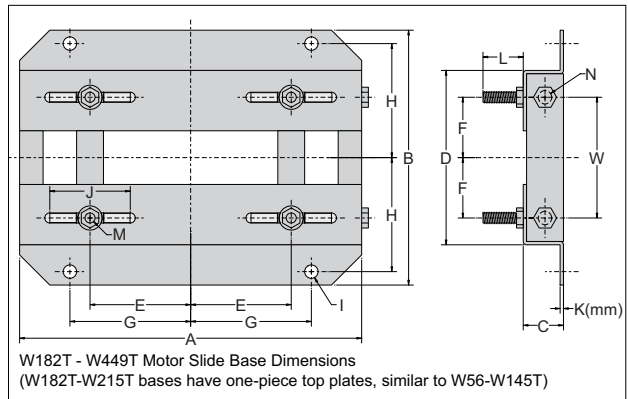 L
N
H
F
B
D
W
J
F
H
M
E
E
I
G
G
K(mm)
A
C
W182T - W449T Motor Slide Base Dimensions
(W182T-W215T bases have one-piece top plates, similar to W56-W145T)